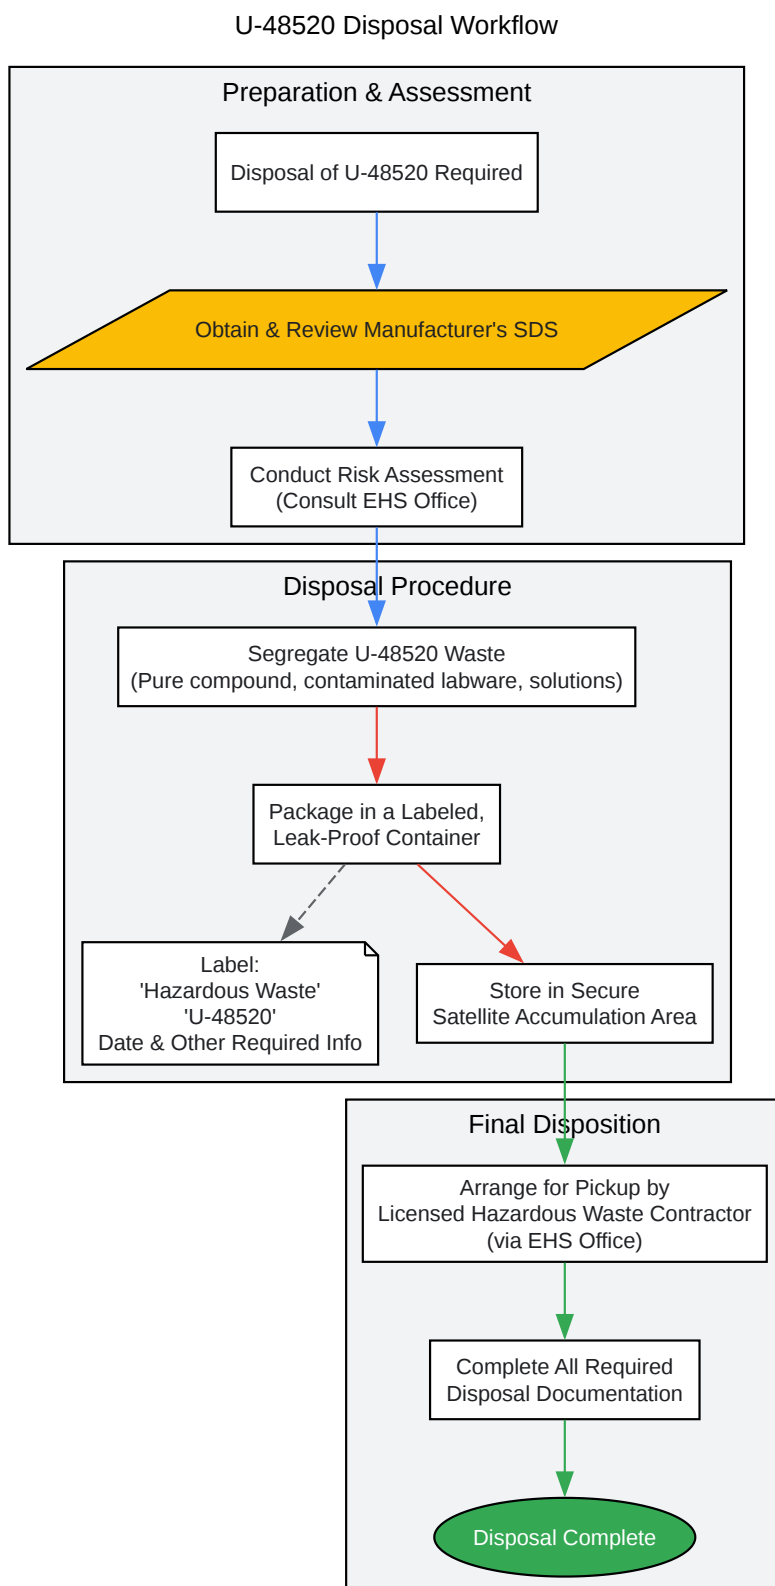 U-48520 Disposal Workflow
Preparation & Assessment
Disposal of U-48520 Required
Obtain & Review Manufacturer's SDS
Conduct Risk Assessment
(Consult EHS Office)
Disposal Procedure
Segregate U-48520 Waste
(Pure compound, contaminated labware, solutions)
Package in a Labeled,
Leak-Proof Container
Label:
'Hazardous Waste'
'U-48520'
Date & Other Required Info
Store in Secure
Satellite Accumulation Area
Final Disposition
Arrange for Pickup by
Licensed Hazardous Waste Contractor
(via EHS Office)
Complete All Required
Disposal Documentation
Disposal Complete